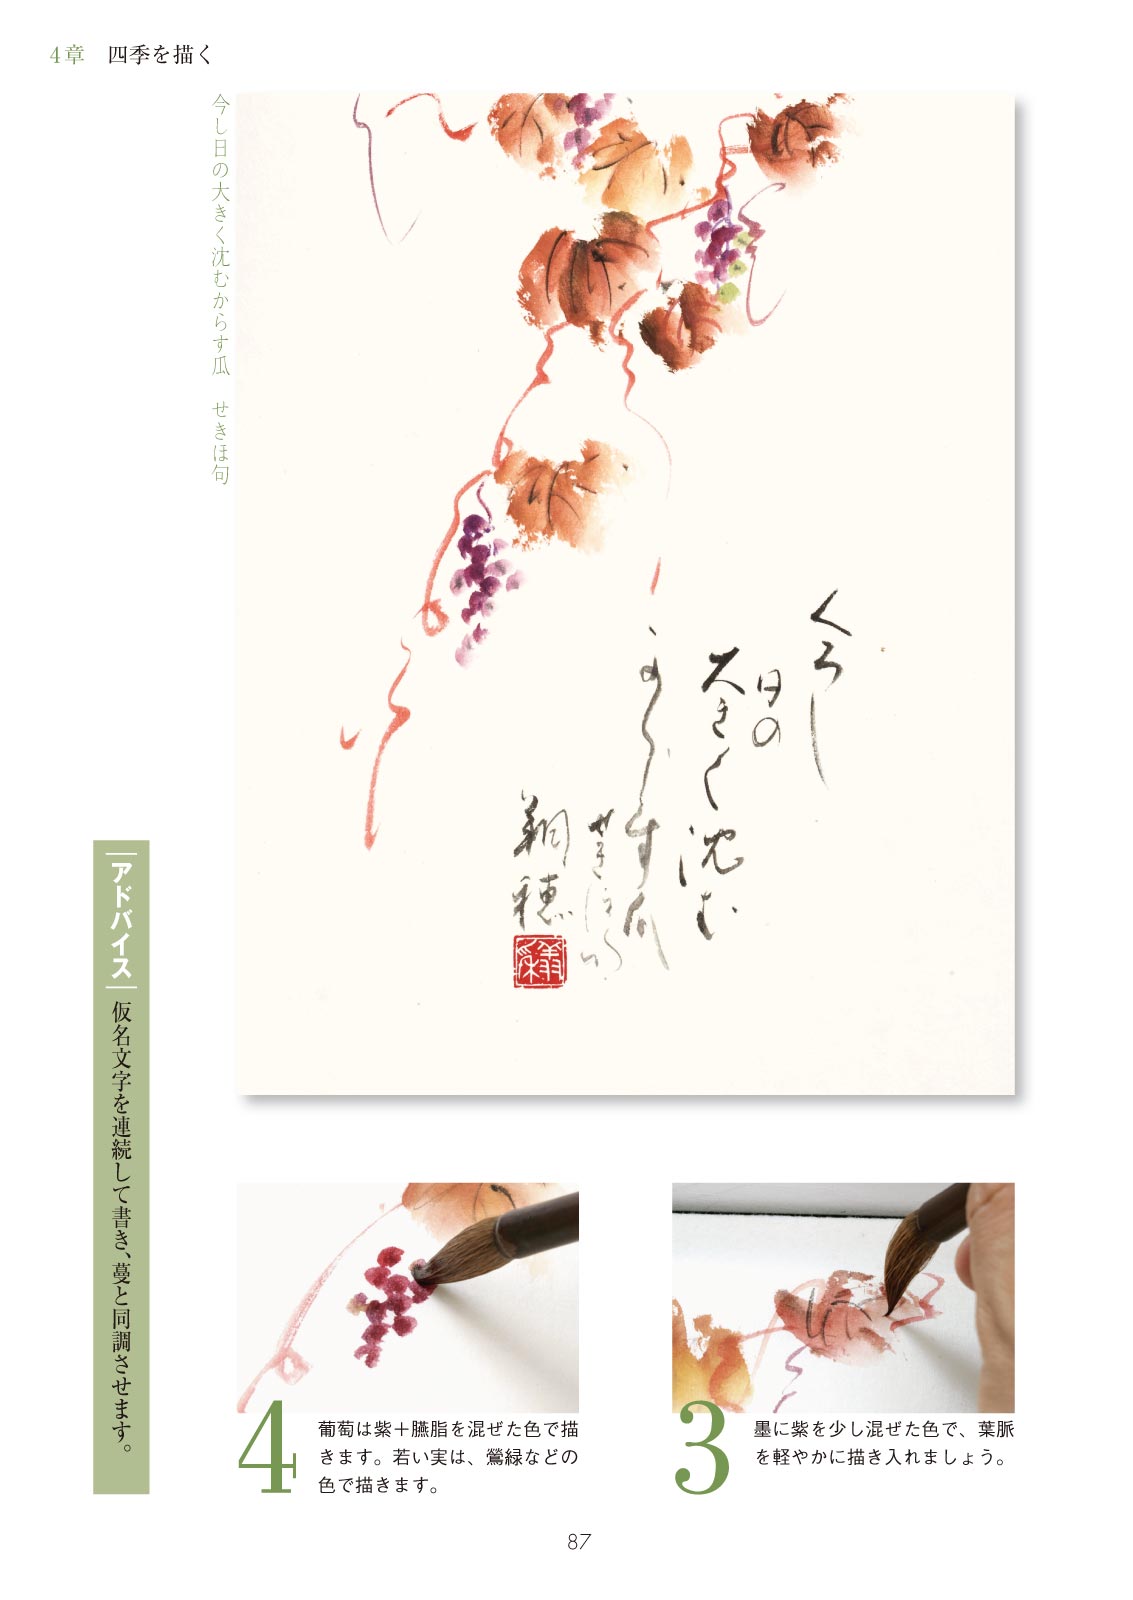 4章 四季を描く
今し日の大きく沈むからす瓜 せきほ句
日の
大きく沈む
からす瓜
せきほ句
翔穂
3
墨に紫を少し混ぜた色で、葉脈
を軽やかに描き入れましょう。
4
葡萄は紫＋臙脂を混ぜた色で描
きます。若い実は、鶯緑などの
色で描きます。
アドバイス
仮名文字を連続して書き、蔓と同調させます。
87